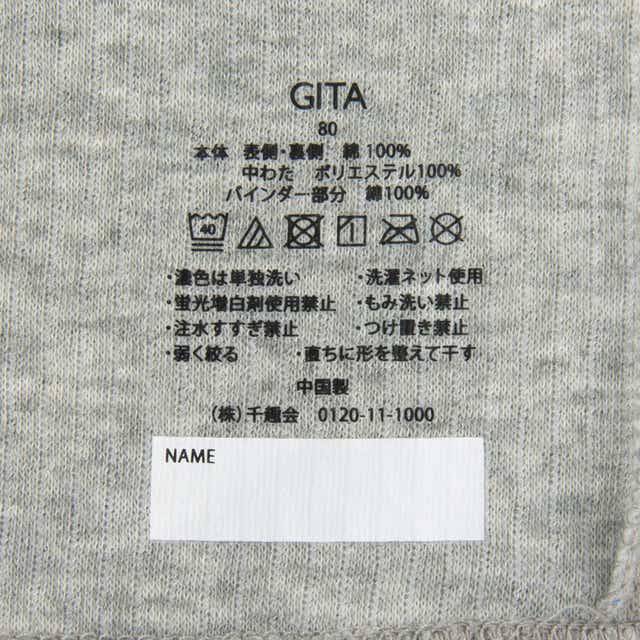 GITA
80
本体 表側・裏側 綿100%
中わた ポリエステル100%
バインダー部分 綿100%
40
・濃色は単独洗い ・洗濯ネット使用
・蛍光増白剤使用禁止 ・もみ洗い禁止
・注水すすぎ禁止 ・つけ置き禁止
・弱く絞る ・直ちに形を整えて干す
中国製
(株)千趣会 0120-11-1000
NAME